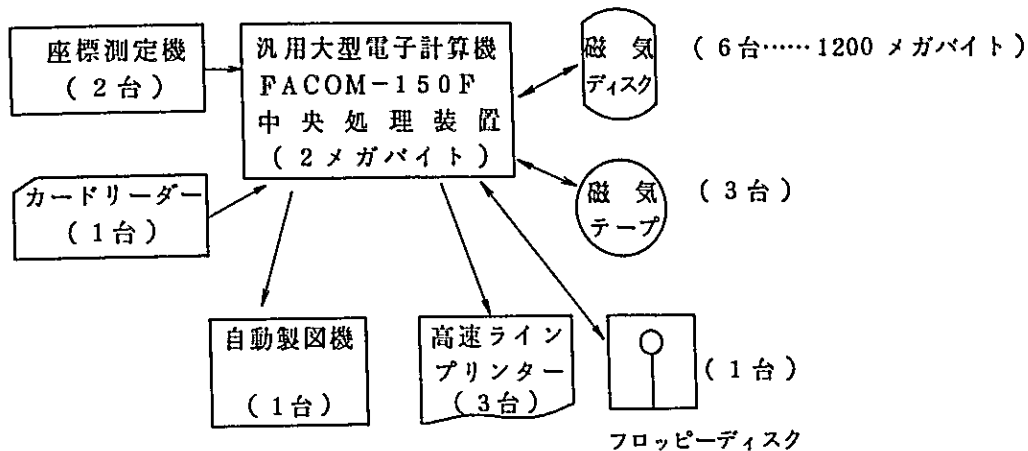 座標測定機
(2台)
汎用大型電子計算機
FACOM-150F
中央処理装置
(2メガバイト)
磁気
ディスク
(6台……1200メガバイト)
カードリーダー
(1台)
磁気
テープ
(3台)
自動製図機
(1台)
高速ライン
プリンター
(3台)
(1台)
フロッピーディスク